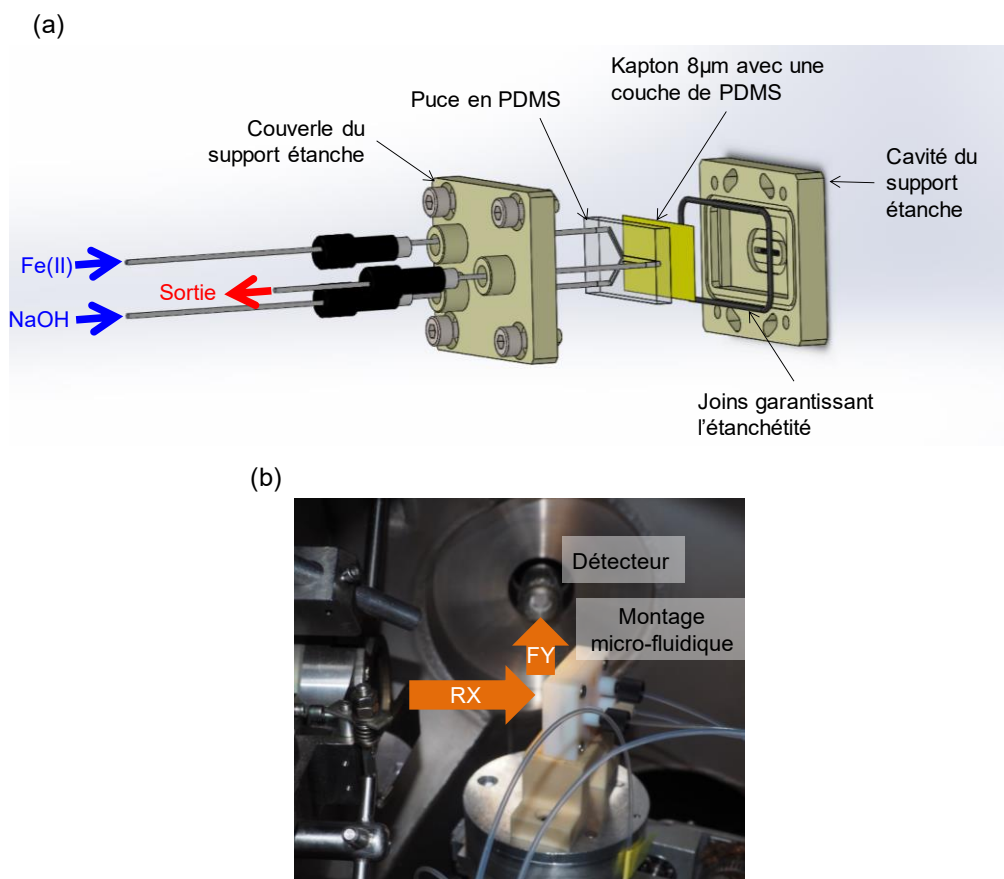 (a)
Kapton 8µm avec une
couche de PDMS
Puce en PDMS
Couverle du
support étanche
Cavité du
support
étanche
Fe(II)
Sortie
NaOH
Joins garantissant
l'étanchétité
(b)
Détecteur
Montage
micro-fluidique
FY
RX